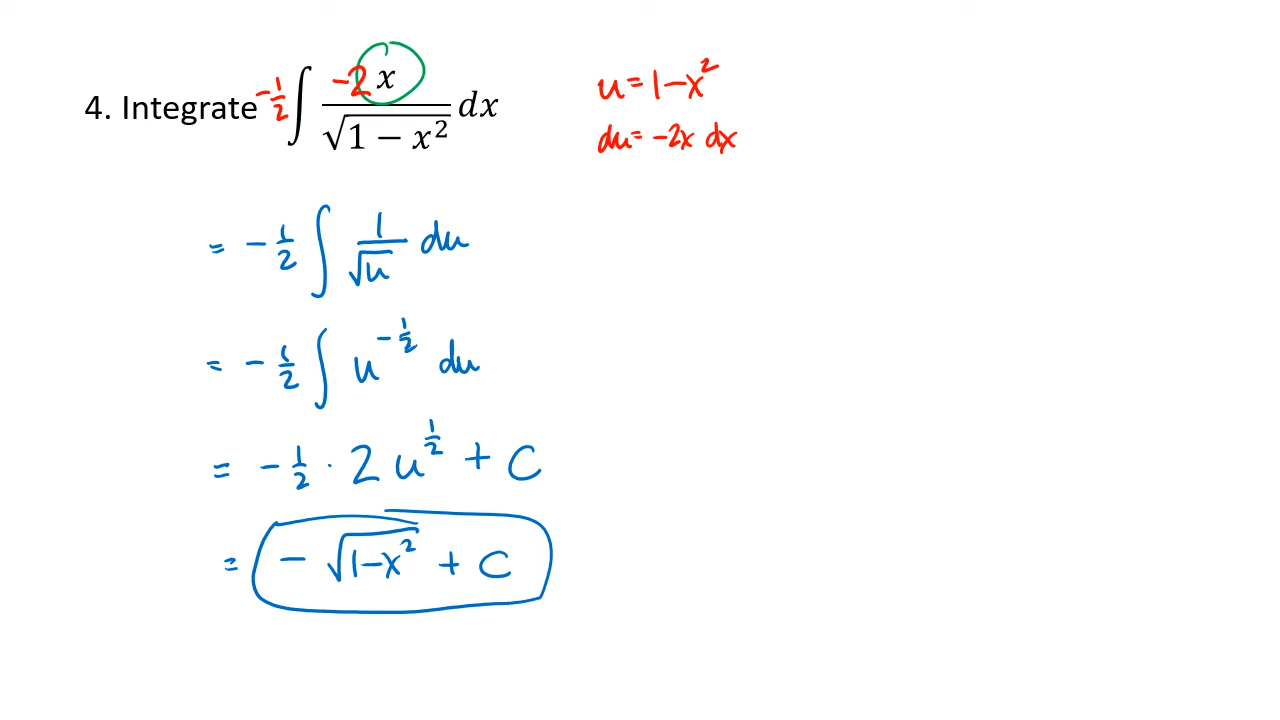 4. Integrate -½ ∫ -2x/√(1 − x²) dx
u = 1-x²
du = -2x dx
= -½ ∫ 1/√u du
= -½ ∫ u^(-½) du
= -½ · 2u^(½) + C
= -√(1-x²) + C